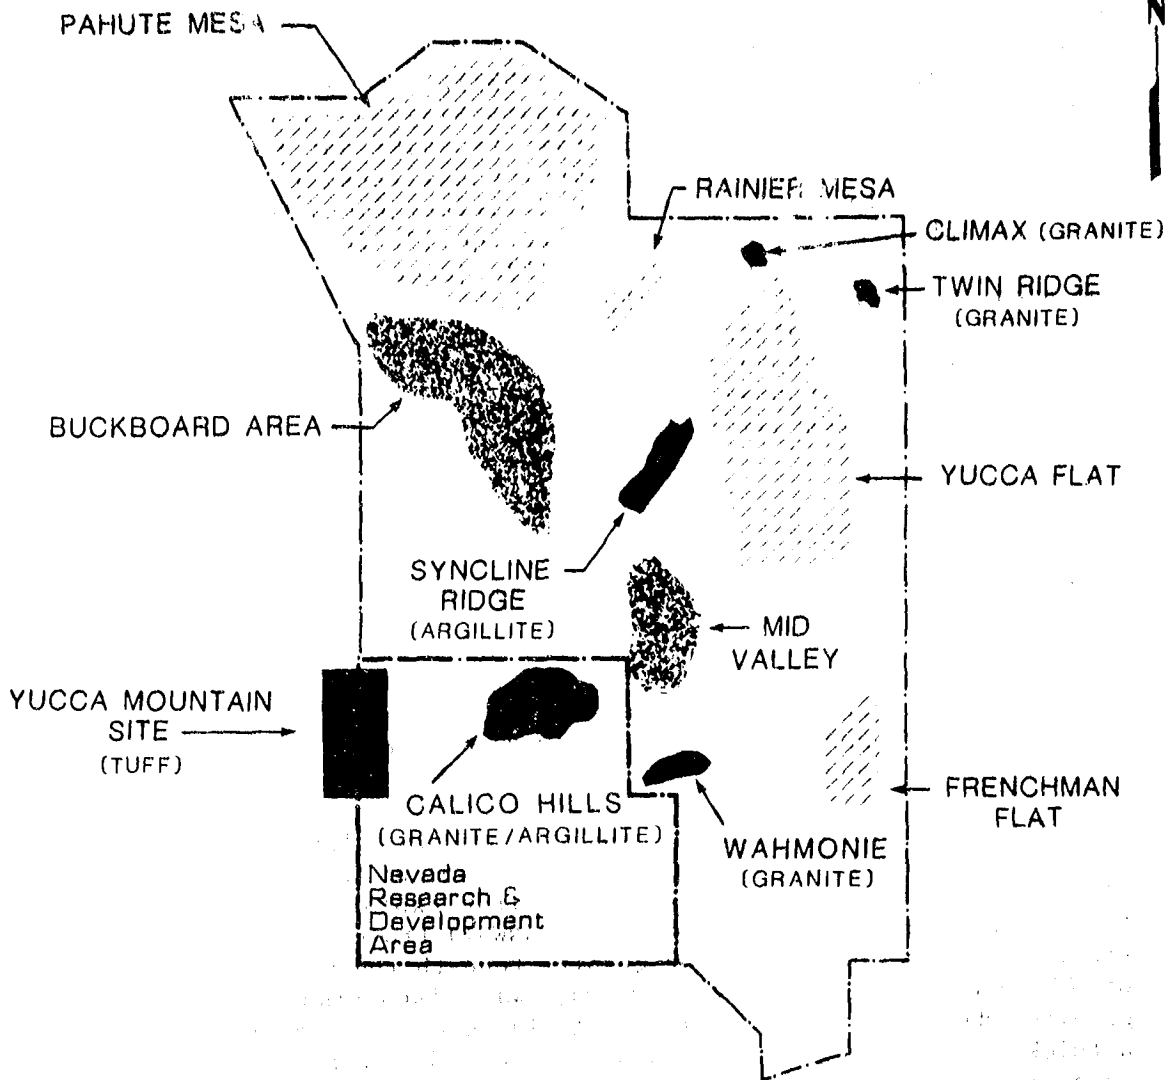 N
PAHUTE MESA
RAINIER MESA
CLIMAX (GRANITE)
TWIN RIDGE
(GRANITE)
BUCKBOARD AREA
YUCCA FLAT
SYNCLINE
RIDGE
(ARGILLITE)
MID
VALLEY
YUCCA MOUNTAIN
SITE
(TUFF)
CALICO HILLS
(GRANITE/ARGILLITE)
FRENCHMAN
FLAT
WAHMONIE
(GRANITE)
Nevada
Research &
Development
Area